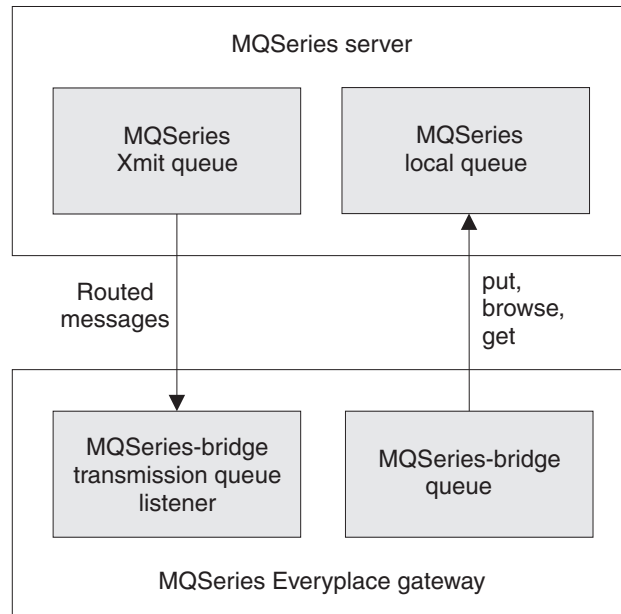 MQSeries server
MQSeries
Xmit queue
MQSeries
local queue
Routed
messages
put,
browse,
get
MQSeries-bridge
transmission queue
listener
MQSeries-bridge
queue
MQSeries Everyplace gateway